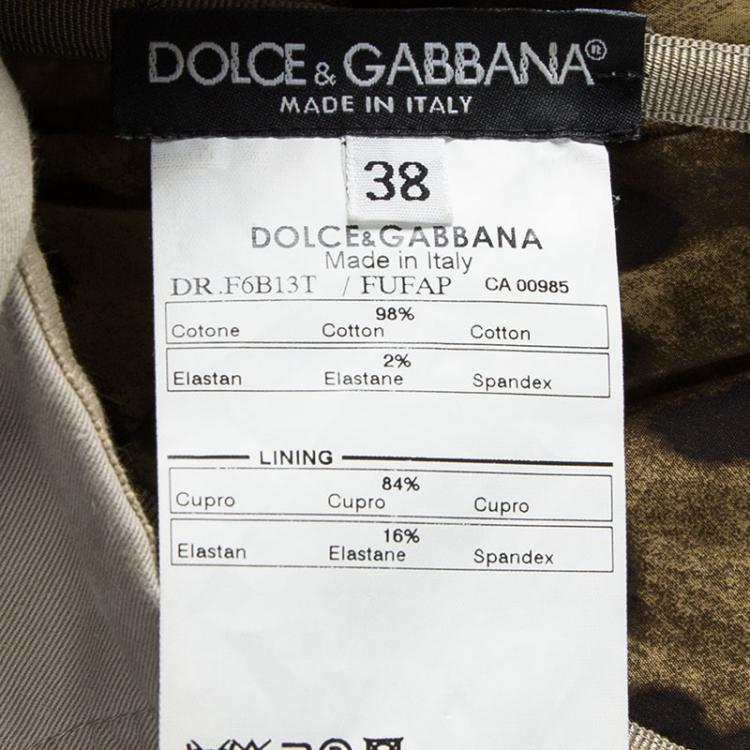 DOLCE & GABBANA®
MADE IN ITALY
38
DOLCE&GABBANA
Made in Italy
DR.F6B13T / FUFAP CA 00985
98%
Cotone Cotton Cotton
2%
Elastan Elastane Spandex
LINING
84%
Cupro Cupro Cupro
16%
Elastan Elastane Spandex